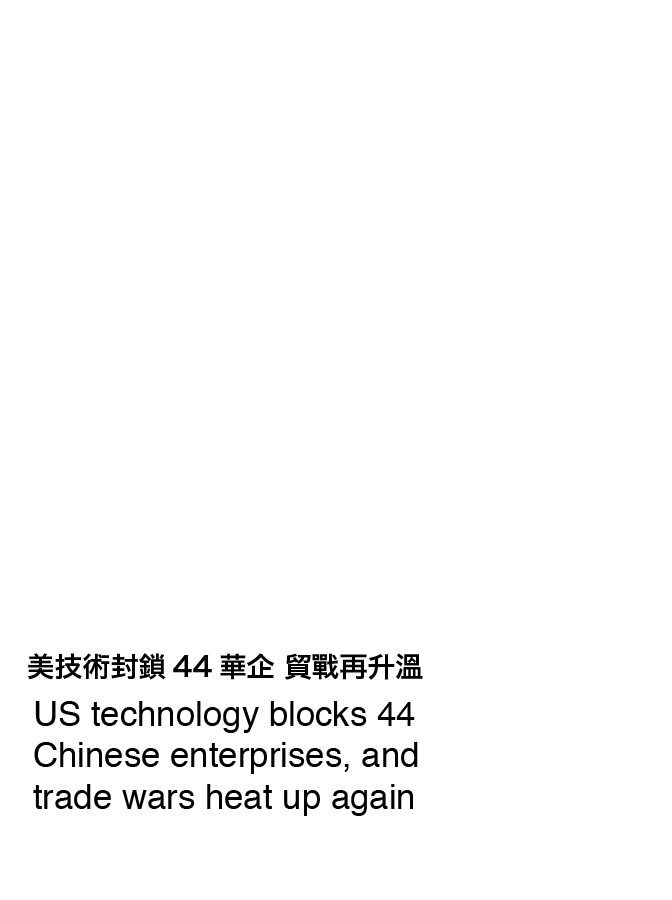 美技術封鎖 44 華企 貿戰再升溫
US technology blocks 44
Chinese enterprises, and
trade wars heat up again